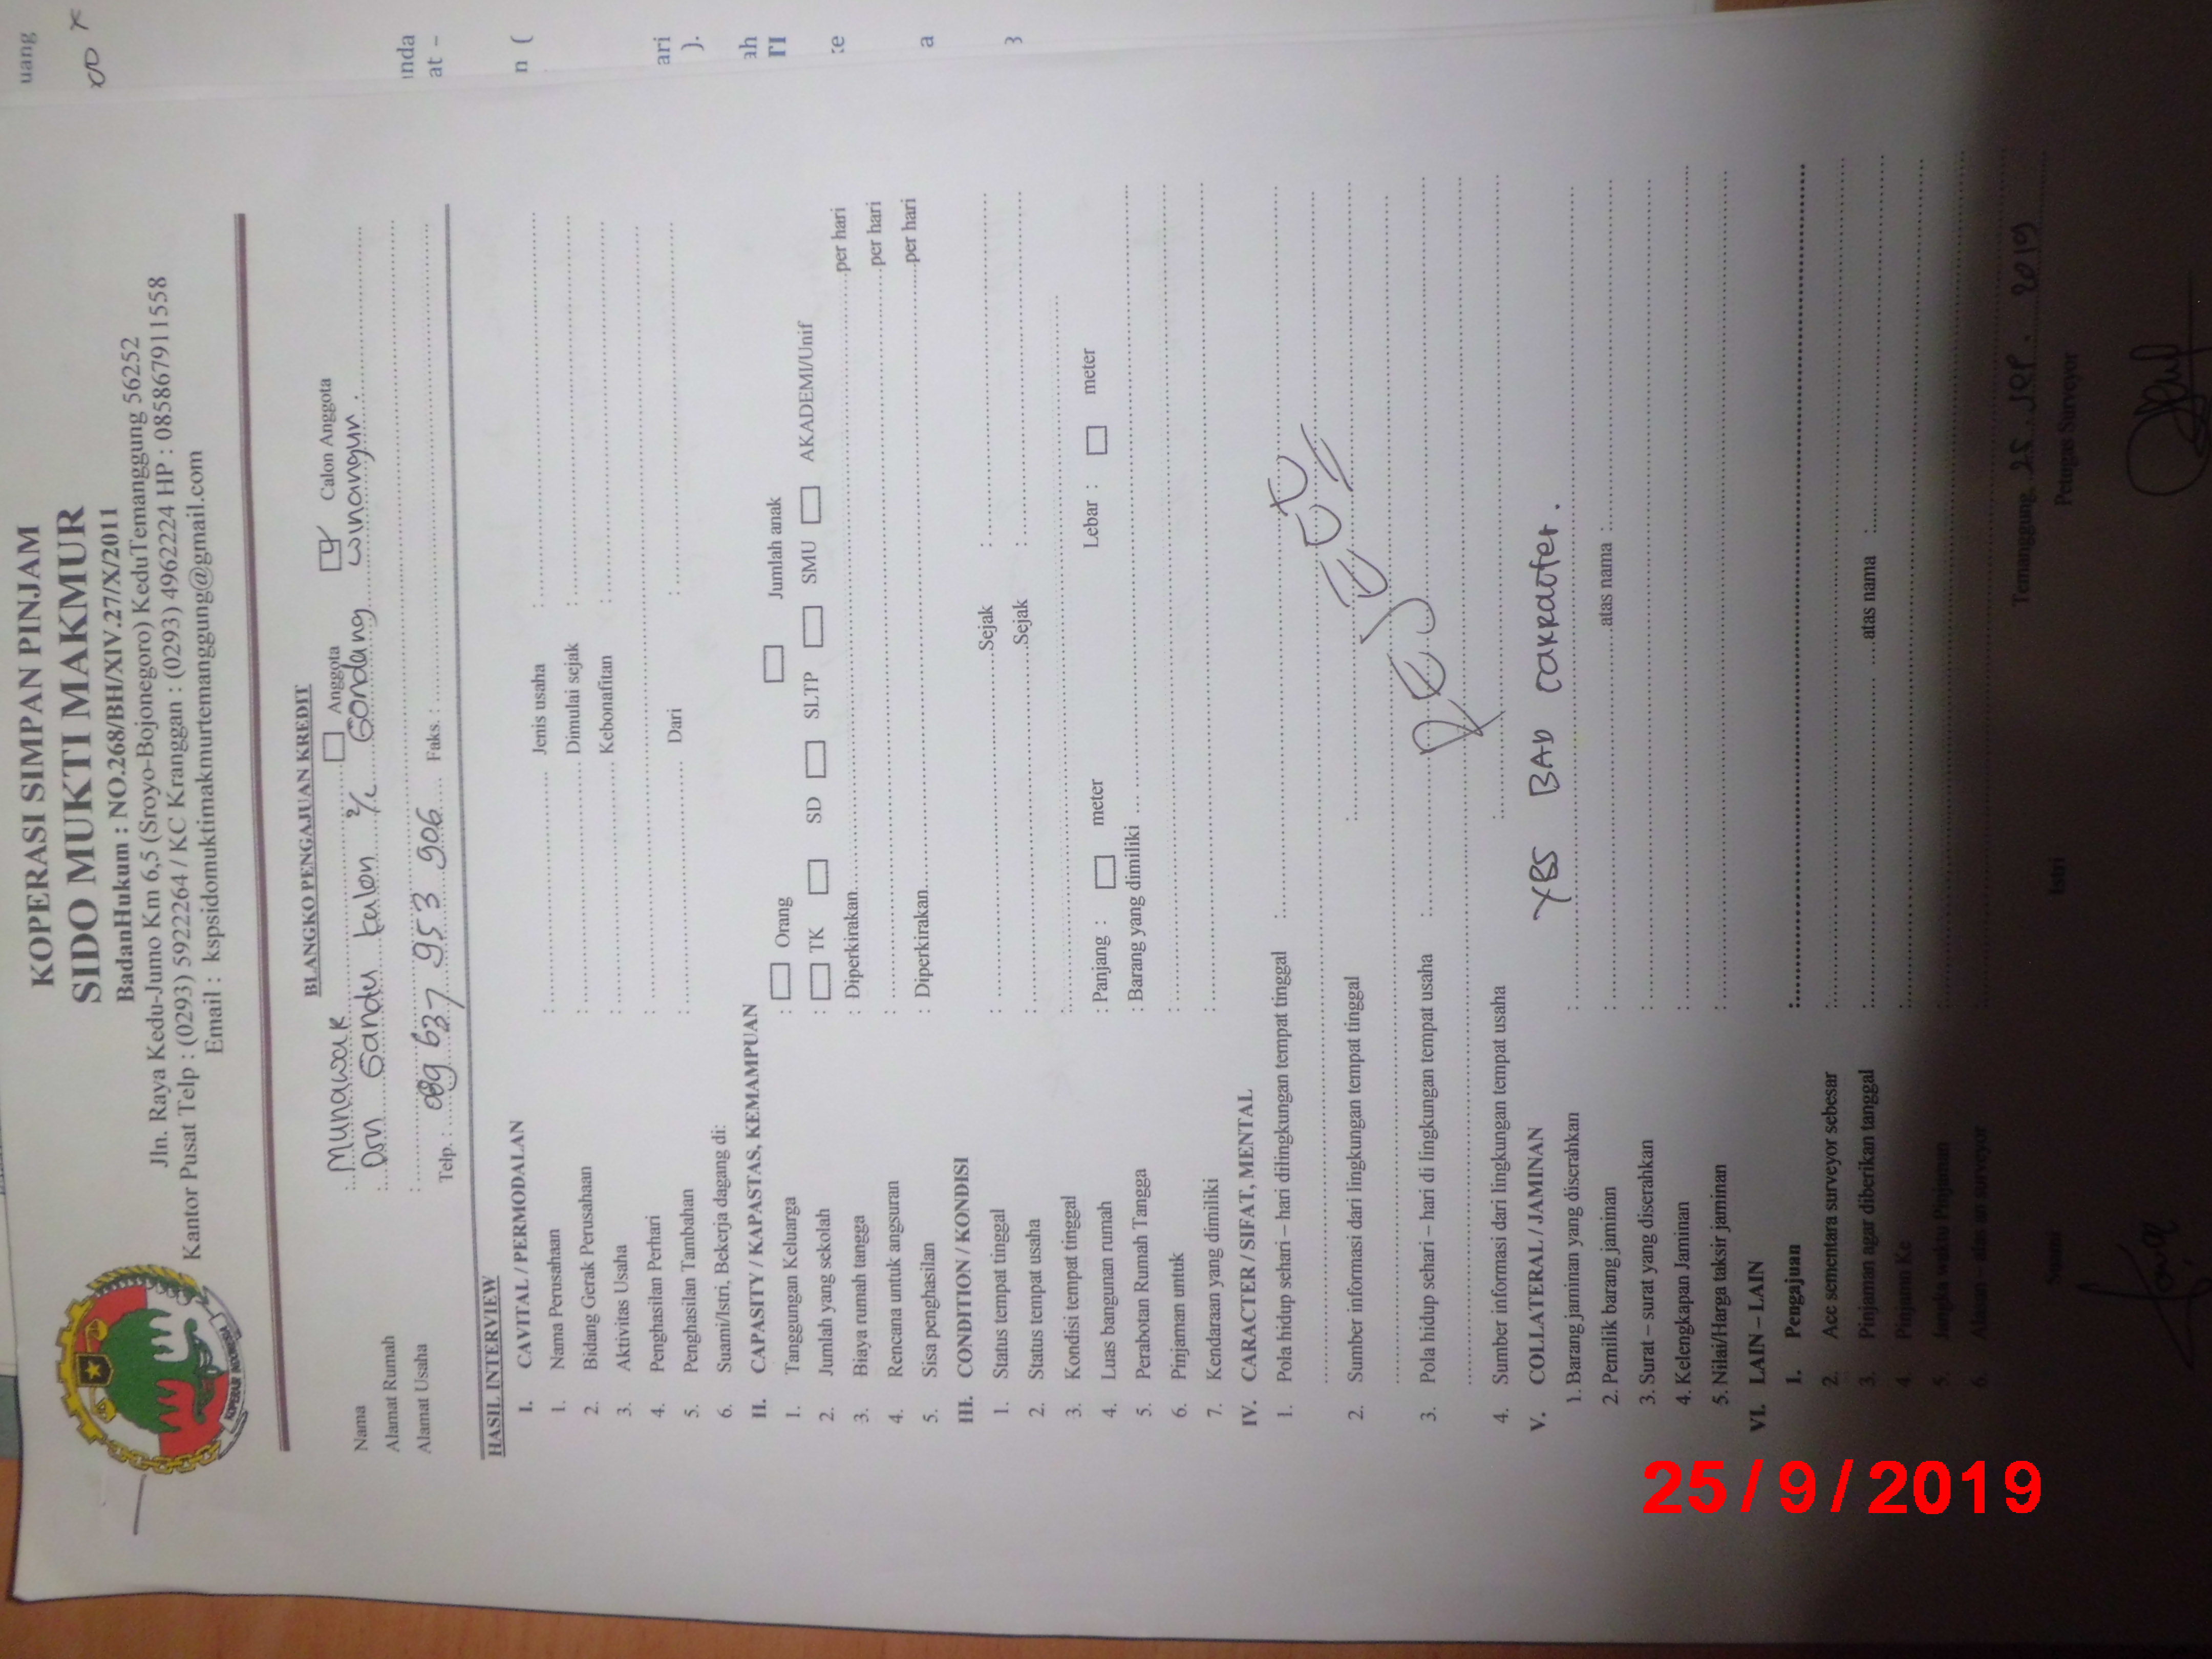 KOPERASI SIMPAN PINJAM
SIDO MUKTI MAKMUR
BadanHukum : NO.268/BH/XIV.27/X/2011
Jln. Raya Kedu-Jumo Km 6,5 (Sroyo-Bojonegoro) KeduTemanggung 56252
Kantor Pusat Telp : (0293) 5922264 / KC Kranggan : (0293) 4962224 HP : 085867911558
Email : kspsidomuktimakmurtemanggung@gmail.com
KOPERASI INDONESIA
BLANGKO PENGAJUAN KREDIT
Nama : Munawar Anggota Calon Anggota
Alamat Rumah : Gandu kulon Gondang winangun.
Alamat Usaha :
Telp. : 089 637 953 906 Faks. :
HASIL INTERVIEW
I. CAVITAL / PERMODALAN
1. Nama Perusahaan : Jenis usaha :
2. Bidang Gerak Perusahaan : Dimulai sejak :
3. Aktivitas Usaha : Kebonafitan :
4. Penghasilan Perhari :
5. Penghasilan Tambahan : Dari :
6. Suami/Istri, Bekerja dagang di:
II. CAPASITY / KAPASTAS, KEMAMPUAN
1. Tanggungan Keluarga : Orang Jumlah anak
2. Jumlah yang sekolah : TK SD SLTP SMU AKADEMI/Unif
3. Biaya rumah tangga : Diperkirakan per hari
4. Rencana untuk angsuran : per hari
5. Sisa penghasilan : Diperkirakan per hari
III. CONDITION / KONDISI
1. Status tempat tinggal : Sejak :
2. Status tempat usaha : Sejak :
3. Kondisi tempat tinggal :
4. Luas bangunan rumah : Panjang : meter Lebar : meter
5. Perabotan Rumah Tangga : Barang yang dimiliki
6. Pinjaman untuk :
7. Kendaraan yang dimiliki :
IV. CARACTER / SIFAT, MENTAL
1. Pola hidup sehari – hari dilingkungan tempat tinggal :
2. Sumber informasi dari lingkungan tempat tinggal :
3. Pola hidup sehari – hari di lingkungan tempat usaha :
4. Sumber informasi dari lingkungan tempat usaha :
V. COLLATERAL / JAMINAN
YBS BAD carrater.
1. Barang jaminan yang diserahkan :
2. Pemilik barang jaminan : atas nama :
3. Surat – surat yang diserahkan :
4. Kelengkapan Jaminan :
5. Nilai/Harga taksir jaminan :
VI. LAIN – LAIN
1. Pengajuan :
2. Acc sementara surveyor sebesar :
3. Pinjaman agar diberikan tanggal : atas nama :
4. Pinjamn Ke :
5. Jangka waktu Pinjaman :
6. Alasan – alasan surveyor
Temanggung, 25 sep. 2019
Suami Istri Petugas Surveyor
25 / 9 / 2019
uang
at -
n (
ari
).
a
3